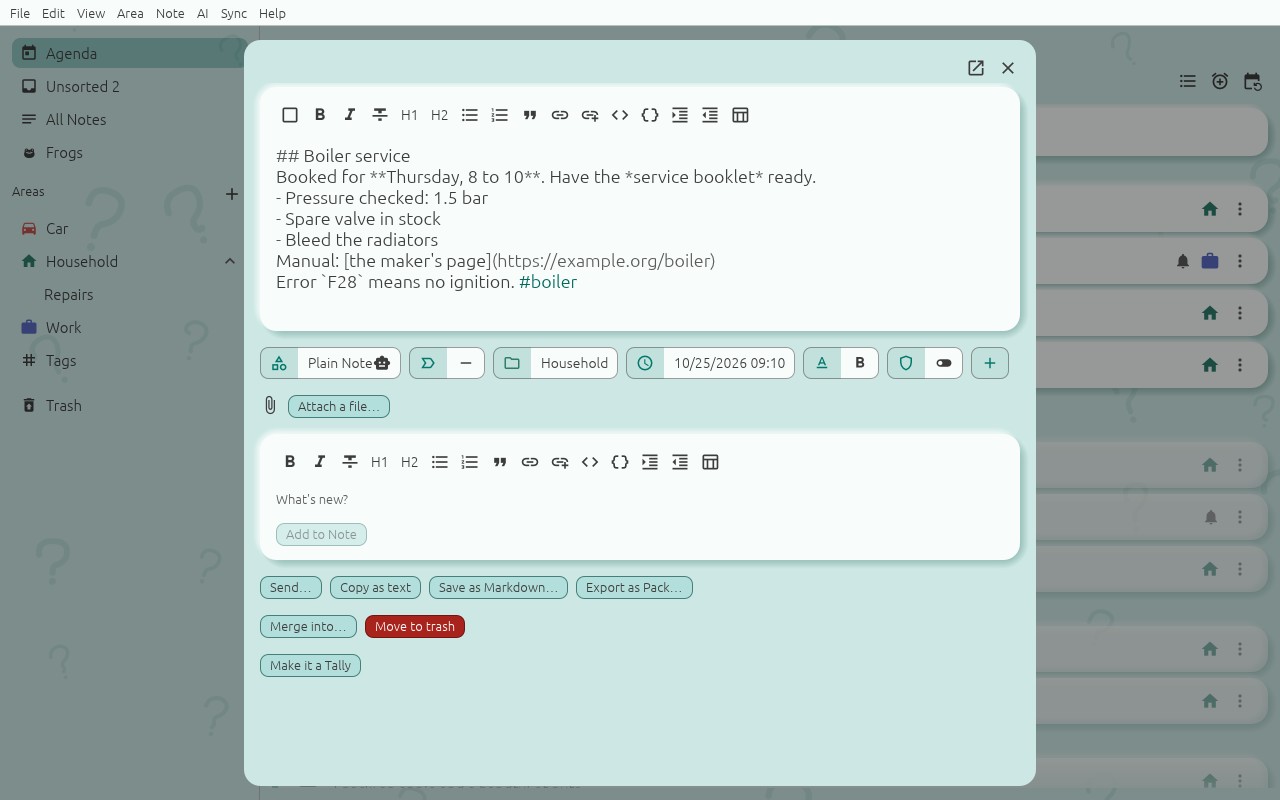 File Edit View Area Note AI Sync Help
Agenda
Unsorted 2
All Notes
Frogs
Areas
Car
Household
Repairs
Work
Tags
Trash
H1 H2
## Boiler service
Booked for **Thursday, 8 to 10**. Have the *service booklet* ready.
- Pressure checked: 1.5 bar
- Spare valve in stock
- Bleed the radiators
Manual: [the maker's page](https://example.org/boiler)
Error `F28` means no ignition. #boiler
Plain Note Household 10/25/2026 09:10
Attach a file…
H1 H2
What's new?
Add to Note
Send… Copy as text Save as Markdown… Export as Pack…
Merge into… Move to trash
Make it a Tally